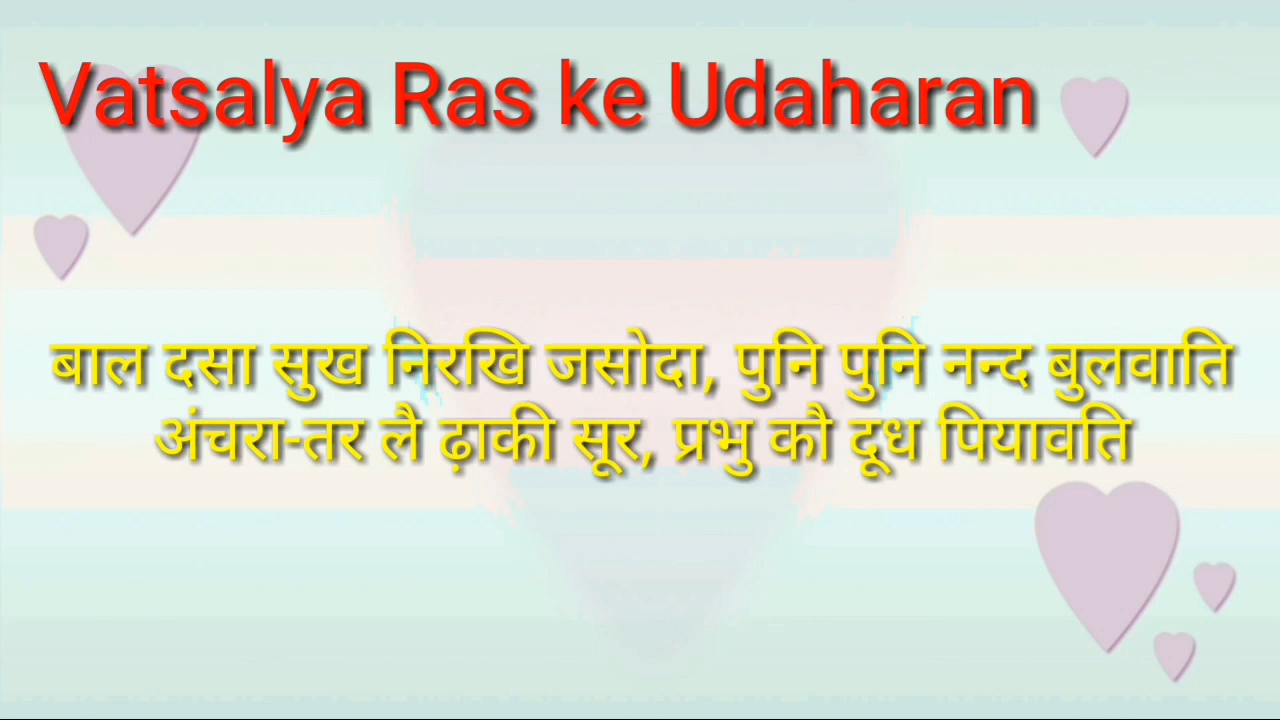 Vatsalya Ras ke Udaharan
बाल दसा सुख निरखि जसोदा, पुनि पुनि नन्द बुलवाति
अंचरा-तर लै ढ़ाकी सूर, प्रभु कौ दूध पियावति